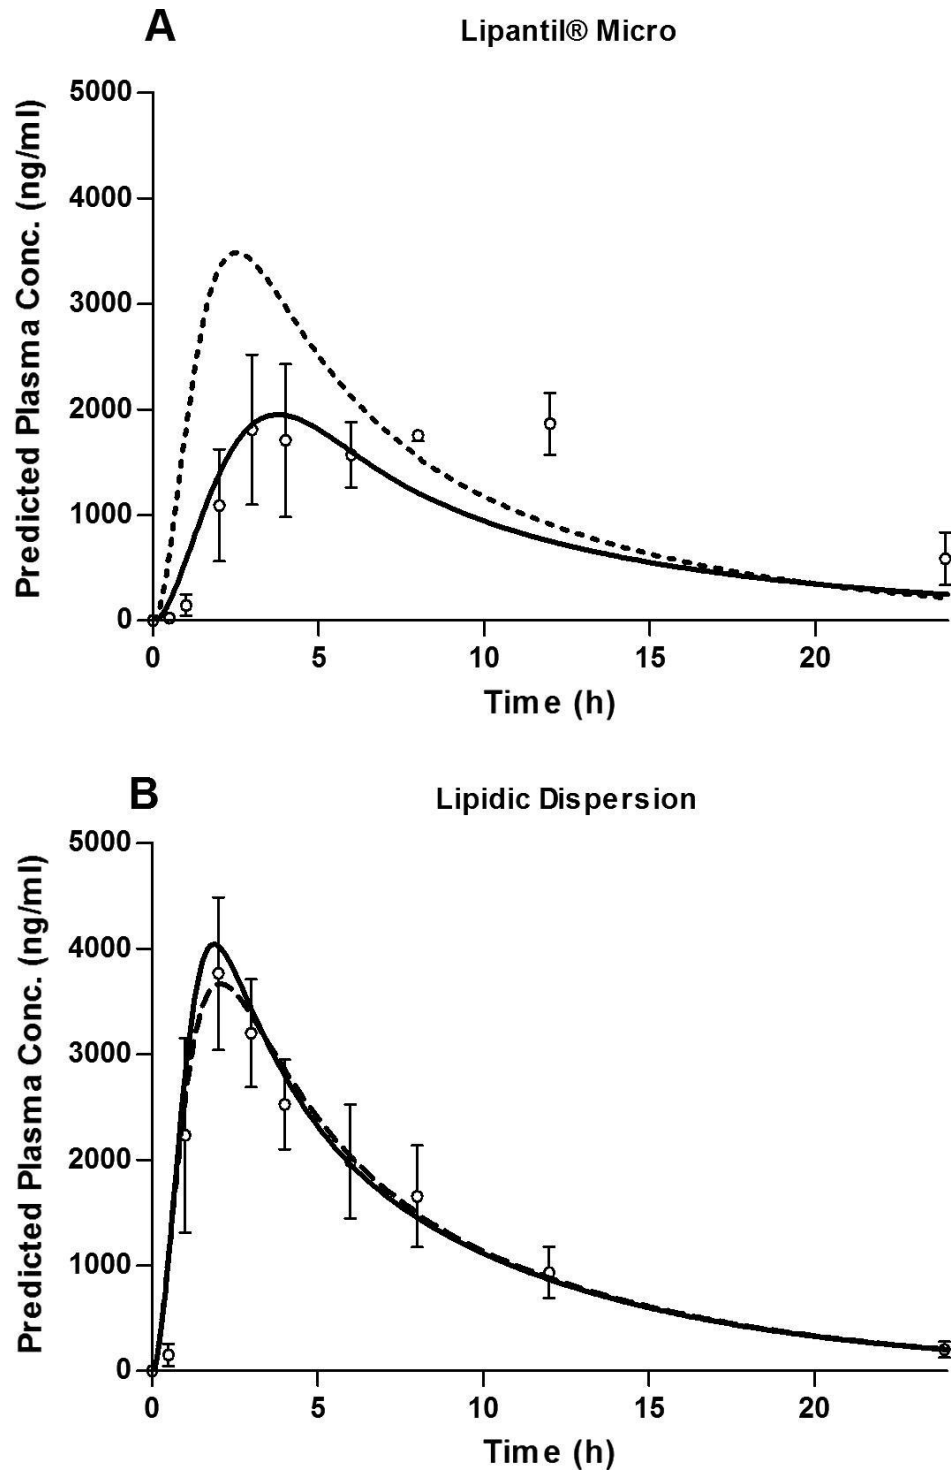 A
Lipantil® Micro
Predicted Plasma Conc. (ng/ml)
5000
4000
3000
2000
1000
0
0 5 10 15 20
Time (h)
B
Lipidic Dispersion
Predicted Plasma Conc. (ng/ml)
5000
4000
3000
2000
1000
0
0 5 10 15 20
Time (h)